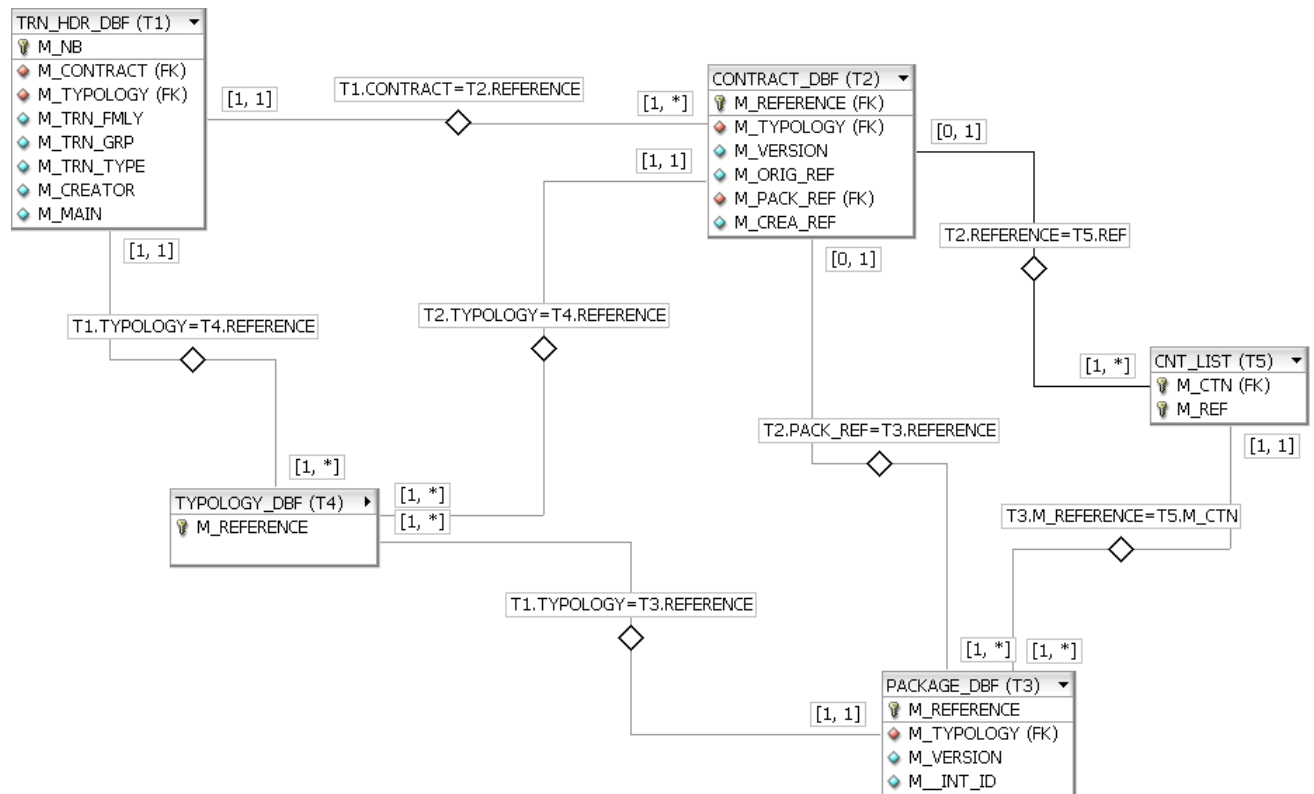 TRN_HDR_DBF (T1)
M_NB
M_CONTRACT (FK)
M_TYPOLOGY (FK)
M_TRN_FMLY
M_TRN_GRP
M_TRN_TYPE
M_CREATOR
M_MAIN
[1, 1]
T1.CONTRACT=T2.REFERENCE
[1, *]
CONTRACT_DBF (T2)
M_REFERENCE (FK)
M_TYPOLOGY (FK)
M_VERSION
M_ORIG_REF
M_PACK_REF (FK)
M_CREA_REF
[0, 1]
[1, 1]
[1, 1]
[0, 1]
T2.REFERENCE=T5.REF
T1.TYPOLOGY=T4.REFERENCE
T2.TYPOLOGY=T4.REFERENCE
[1, *]
CNT_LIST (T5)
M_CTN (FK)
M_REF
T2.PACK_REF=T3.REFERENCE
[1, 1]
[1, *]
TYPOLOGY_DBF (T4)
M_REFERENCE
[1, *]
[1, *]
T3.M_REFERENCE=T5.M_CTN
T1.TYPOLOGY=T3.REFERENCE
[1, *]
[1, *]
[1, 1]
PACKAGE_DBF (T3)
M_REFERENCE
M_TYPOLOGY (FK)
M_VERSION
M__INT_ID